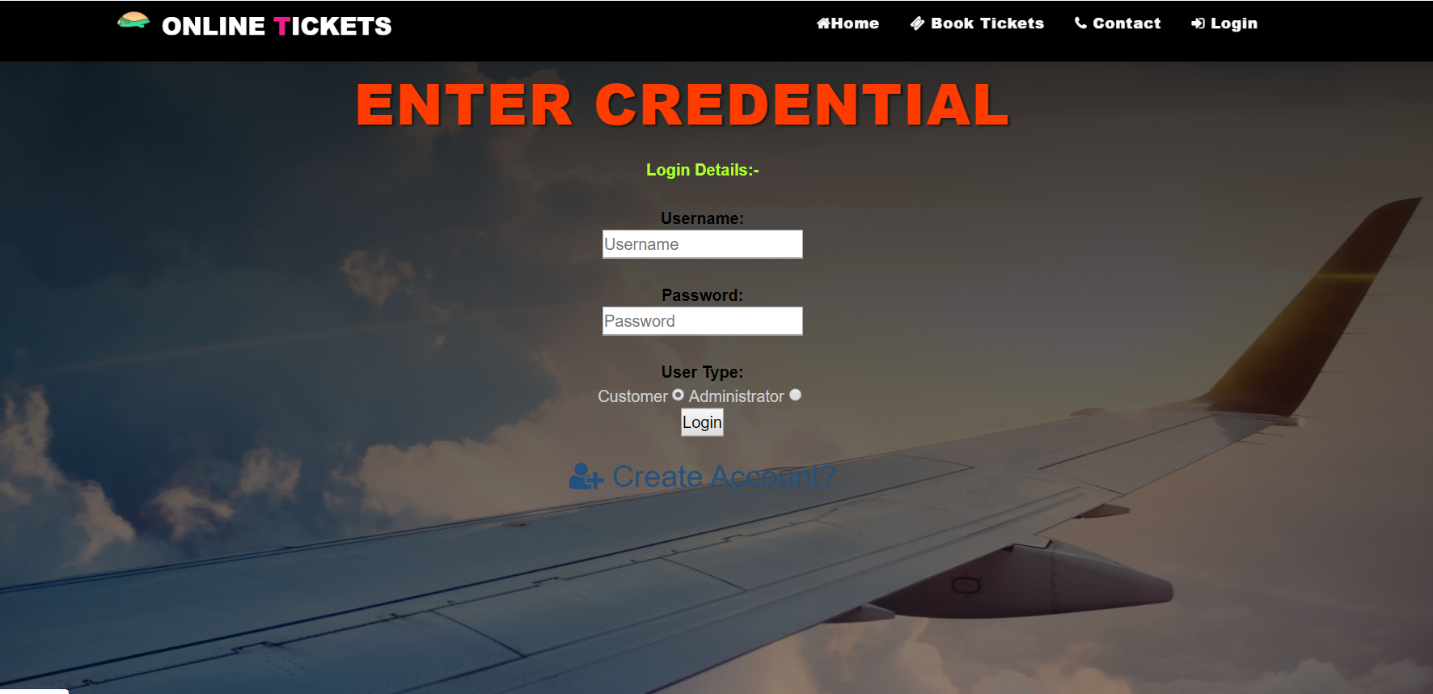 ONLINE TICKETS
Home Book Tickets Contact Login
ENTER CREDENTIAL
Login Details:-
Username:
Username
Password:
Password
User Type:
Customer Administrator
Login
Create Account?